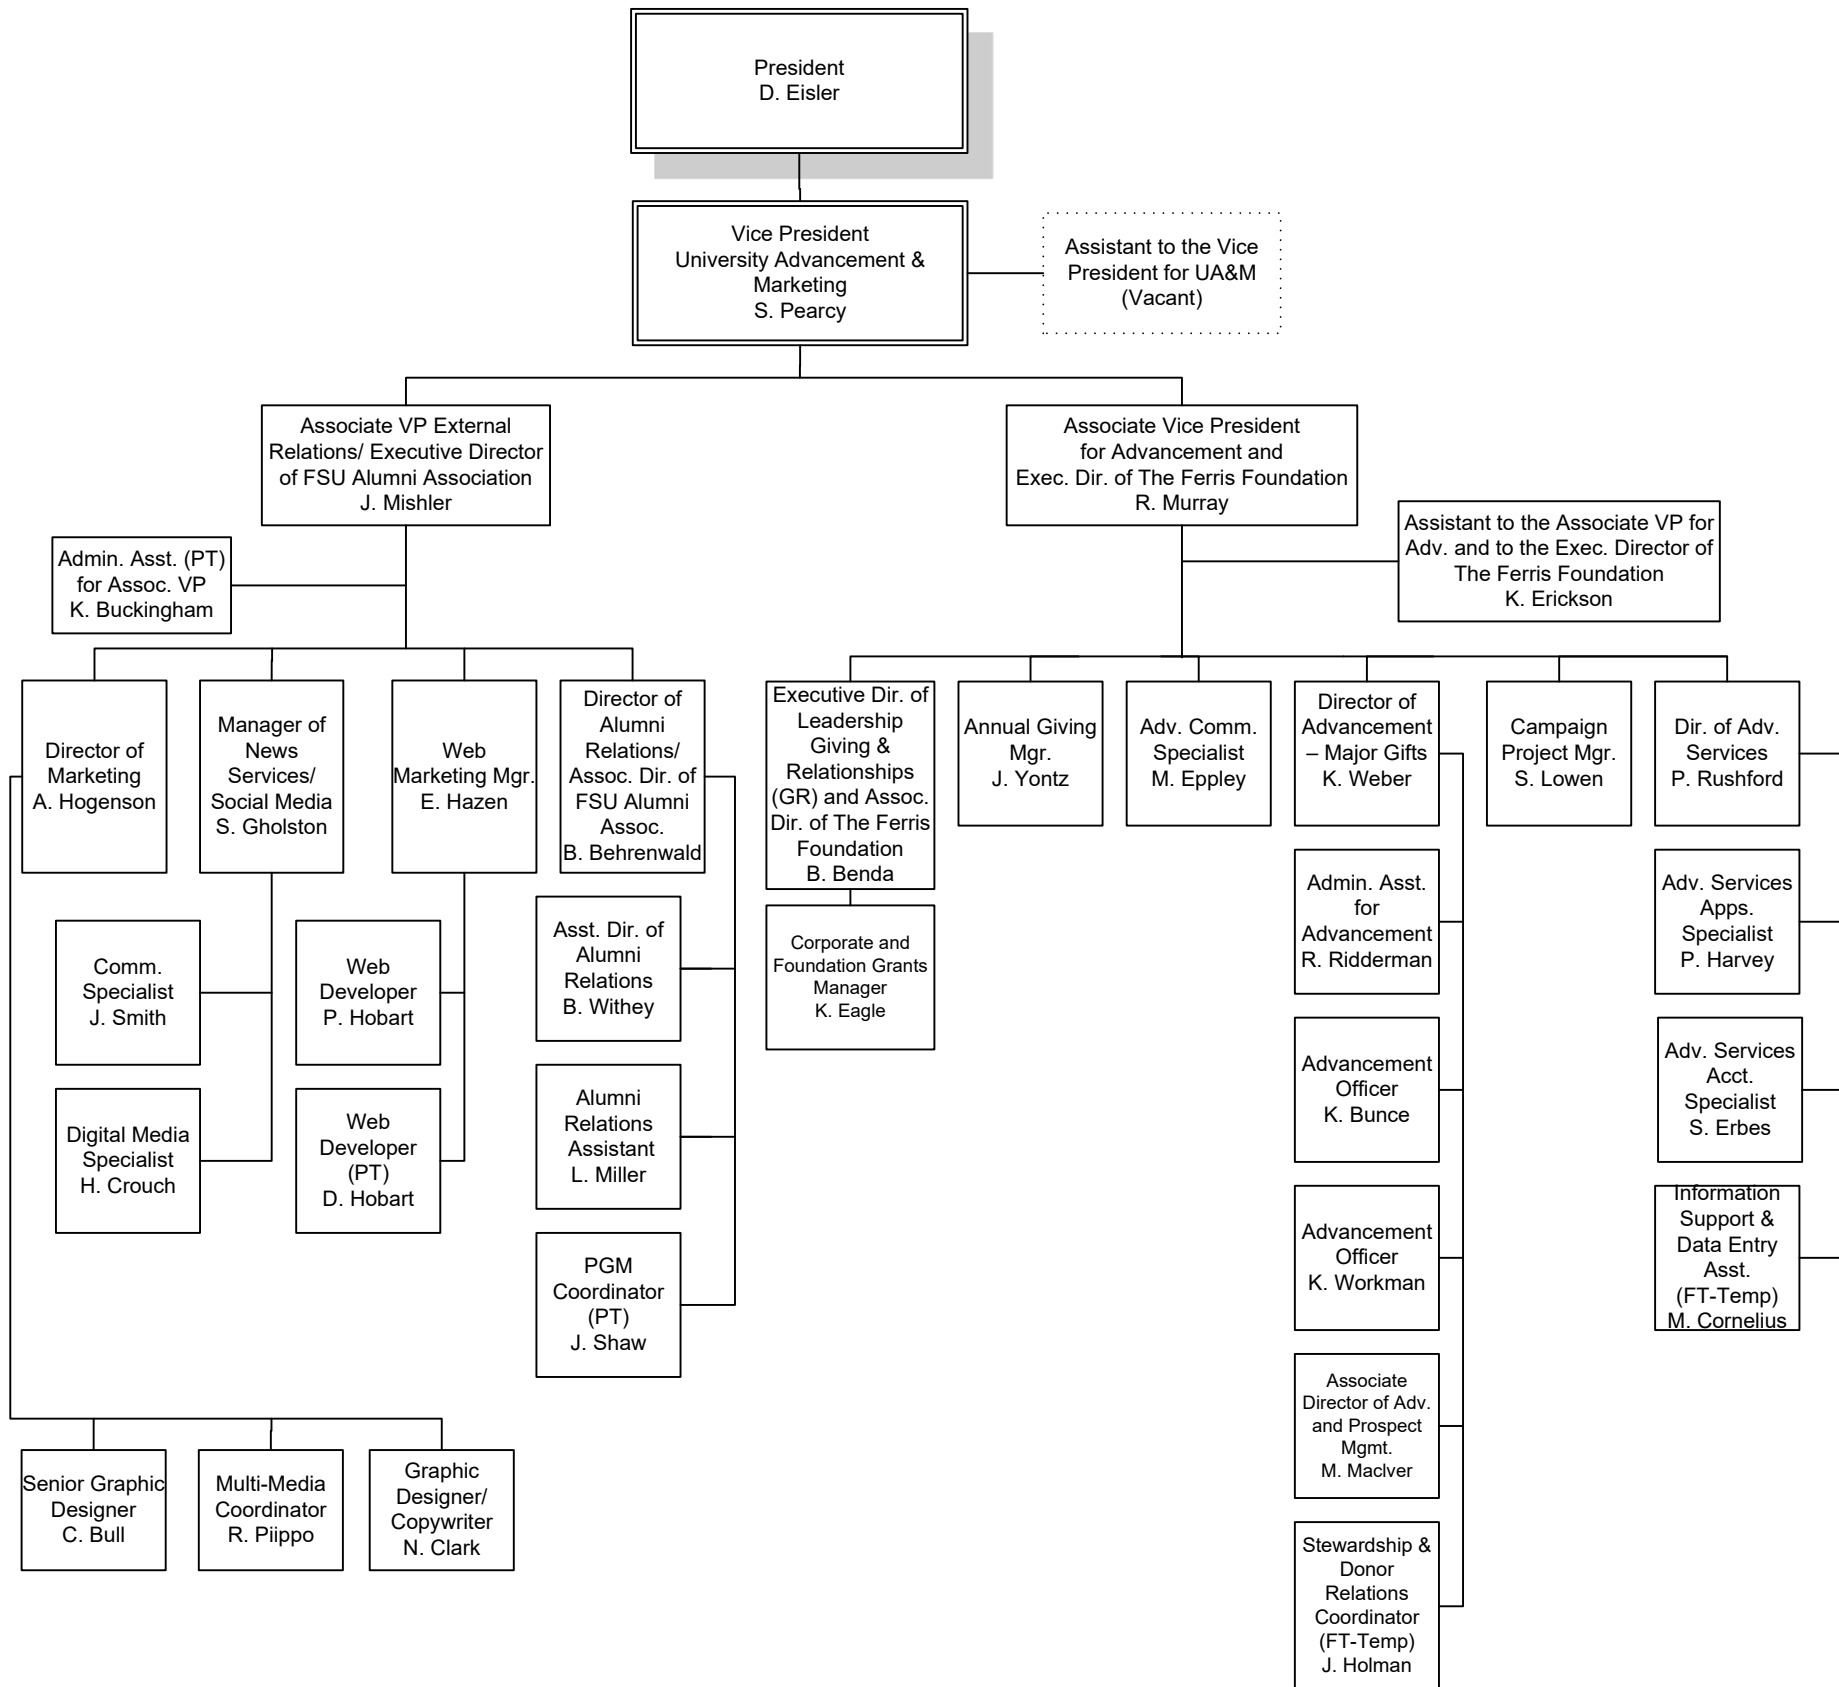 President
D. Eisler
Vice President
University Advancement &
Marketing
S. Pearcy
Assistant to the Vice
President for UA&M
(Vacant)
Associate VP External
Relations/ Executive Director
of FSU Alumni Association
J. Mishler
Associate Vice President
for Advancement and
Exec. Dir. of The Ferris Foundation
R. Murray
Admin. Asst. (PT)
for Assoc. VP
K. Buckingham
Assistant to the Associate VP for
Adv. and to the Exec. Director of
The Ferris Foundation
K. Erickson
Director of
Marketing
A. Hogenson
Manager of
News
Services/
Social Media
S. Gholston
Web
Marketing Mgr.
E. Hazen
Director of
Alumni
Relations/
Assoc. Dir. of
FSU Alumni
Assoc.
B. Behrenwald
Executive Dir. of
Leadership
Giving &
Relationships
(GR) and Assoc.
Dir. of The Ferris
Foundation
B. Benda
Annual Giving
Mgr.
J. Yontz
Adv. Comm.
Specialist
M. Eppley
Director of
Advancement
– Major Gifts
K. Weber
Campaign
Project Mgr.
S. Lowen
Dir. of Adv.
Services
P. Rushford
Comm.
Specialist
J. Smith
Web
Developer
P. Hobart
Asst. Dir. of
Alumni
Relations
B. Withey
Corporate and
Foundation Grants
Manager
K. Eagle
Admin. Asst.
for
Advancement
R. Ridderman
Adv. Services
Apps.
Specialist
P. Harvey
Digital Media
Specialist
H. Crouch
Web
Developer
(PT)
D. Hobart
Alumni
Relations
Assistant
L. Miller
Advancement
Officer
K. Bunce
Adv. Services
Acct.
Specialist
S. Erbes
PGM
Coordinator
(PT)
J. Shaw
Advancement
Officer
K. Workman
Information
Support &
Data Entry
Asst.
(FT-Temp)
M. Cornelius
Associate
Director of Adv.
and Prospect
Mgmt.
M. MacIver
Senior Graphic
Designer
C. Bull
Multi-Media
Coordinator
R. Piippo
Graphic
Designer/
Copywriter
N. Clark
Stewardship &
Donor
Relations
Coordinator
(FT-Temp)
J. Holman